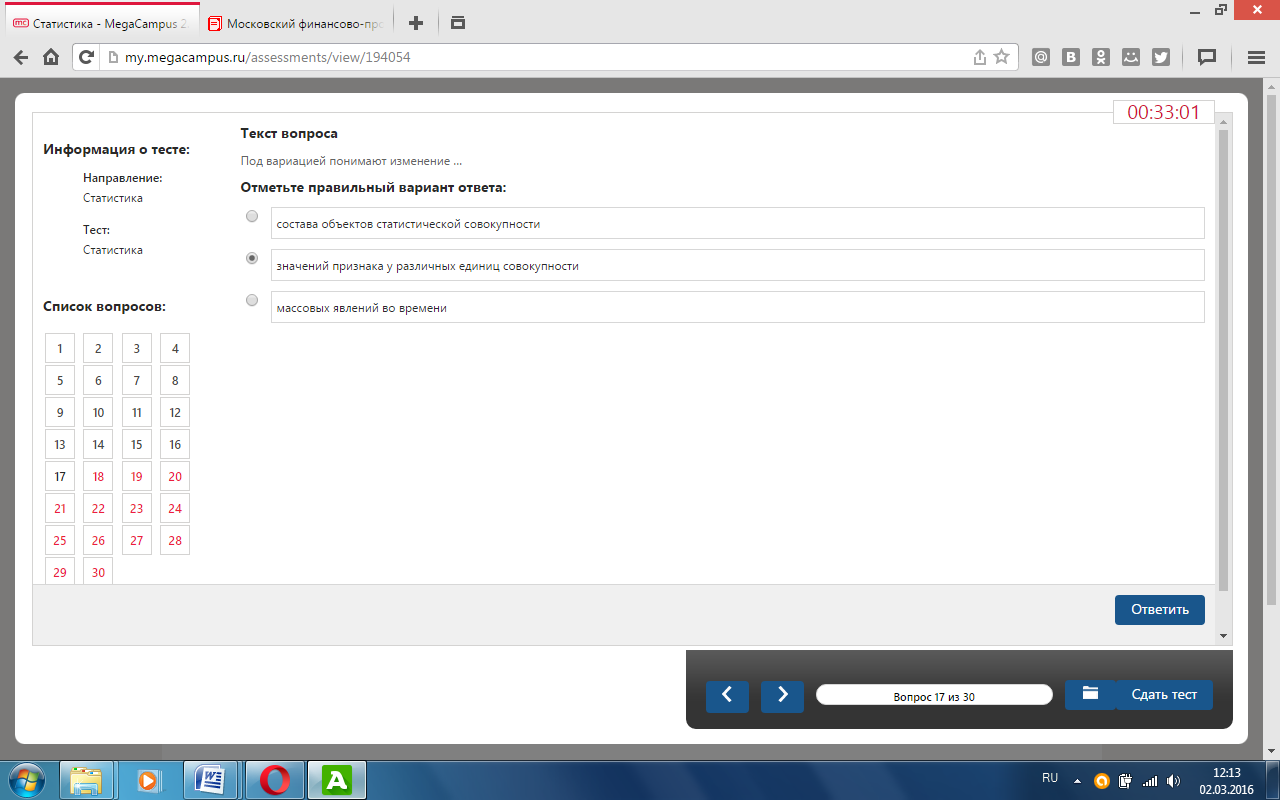 Статистика - MegaCampus 2.
Московский финансово-про
my.megacampus.ru/assessments/view/194054
00:33:01
Информация о тесте:
Направление:
Статистика
Тест:
Статистика
Список вопросов:
1 2 3 4
5 6 7 8
9 10 11 12
13 14 15 16
17 18 19 20
21 22 23 24
25 26 27 28
29 30
Текст вопроса
Под вариацией понимают изменение ...
Отметьте правильный вариант ответа:
состава объектов статистической совокупности
значений признака у различных единиц совокупности
массовых явлений во времени
Ответить
Вопрос 17 из 30
Сдать тест
RU
12:13
02.03.2016